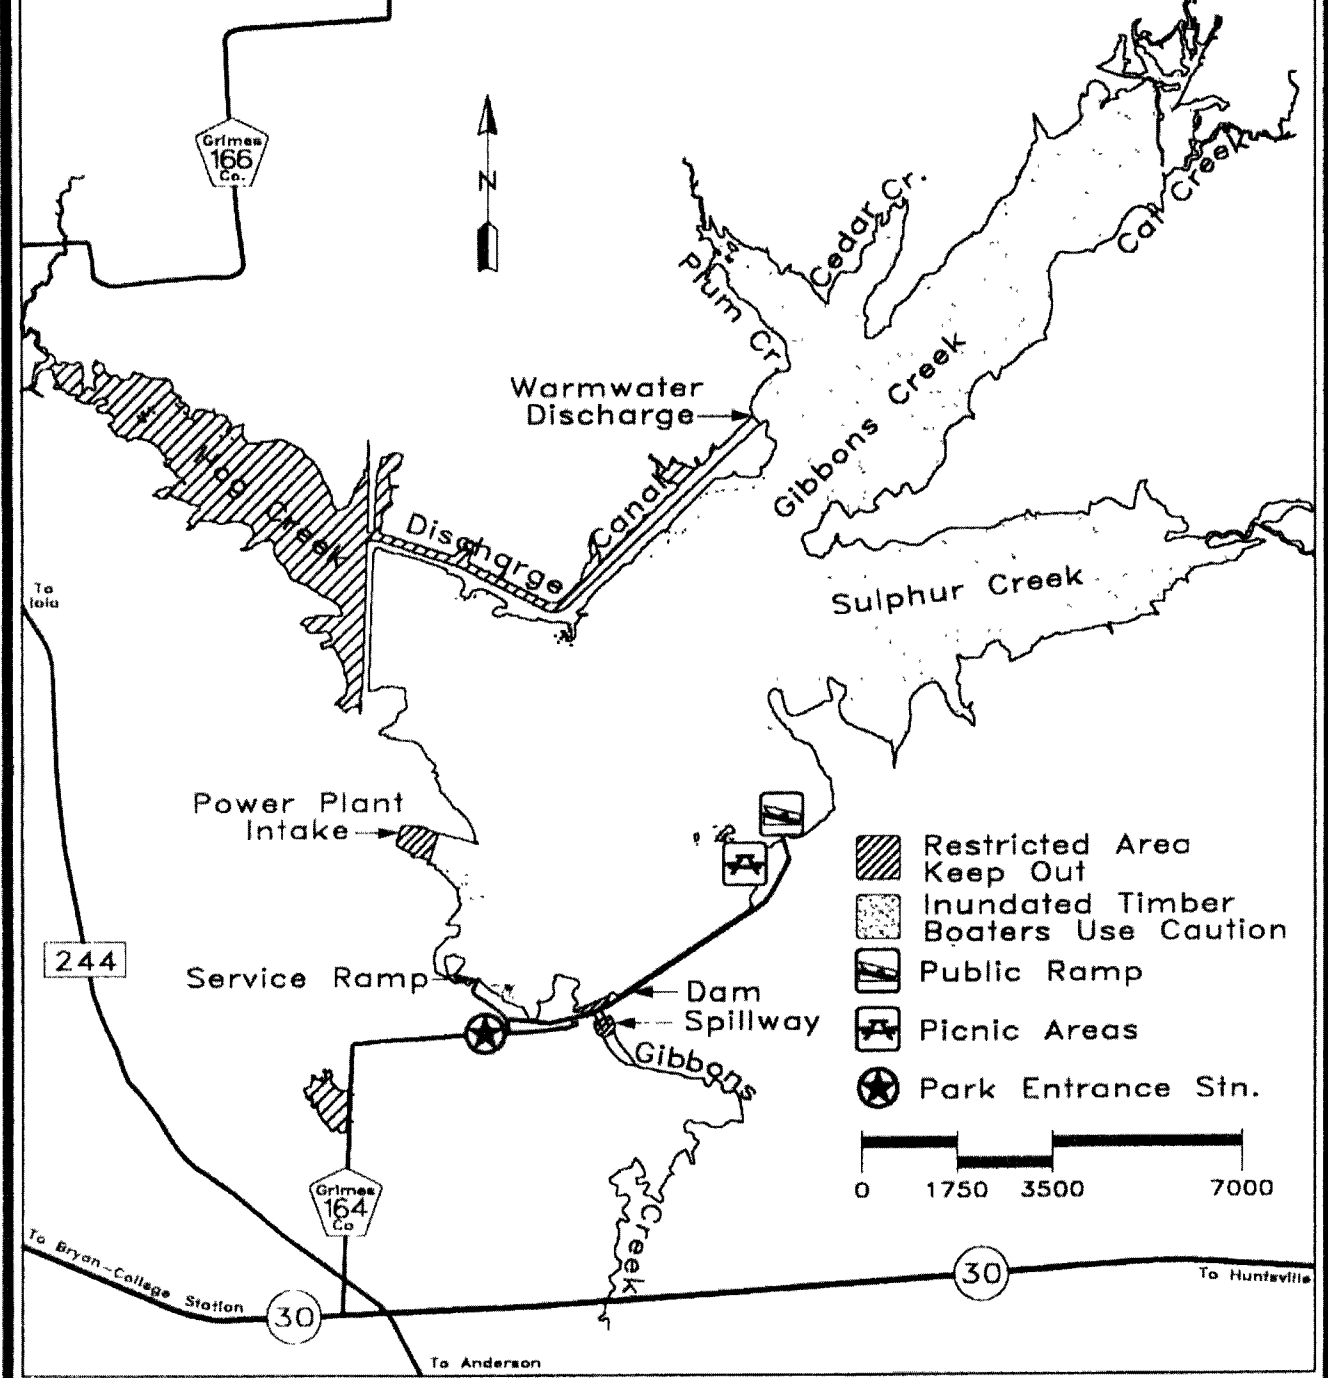 Grimes
166
Co.
N
Cedar Cr.
Plum Cr.
Cat Creek
Gibbons Creek
Warmwater
Discharge
Hog Creek
Discharge Canal
Sulphur Creek
To
Iola
Power Plant
Intake
Restricted Area
Keep Out
Inundated Timber
Boaters Use Caution
244
Service Ramp
Public Ramp
Dam
Spillway
Picnic Areas
Gibbons
Creek
Park Entrance Stn.
0 1750 3500 7000
Grimes
164
Co
To Bryan-College Station
30
30
To Huntsville
To Anderson